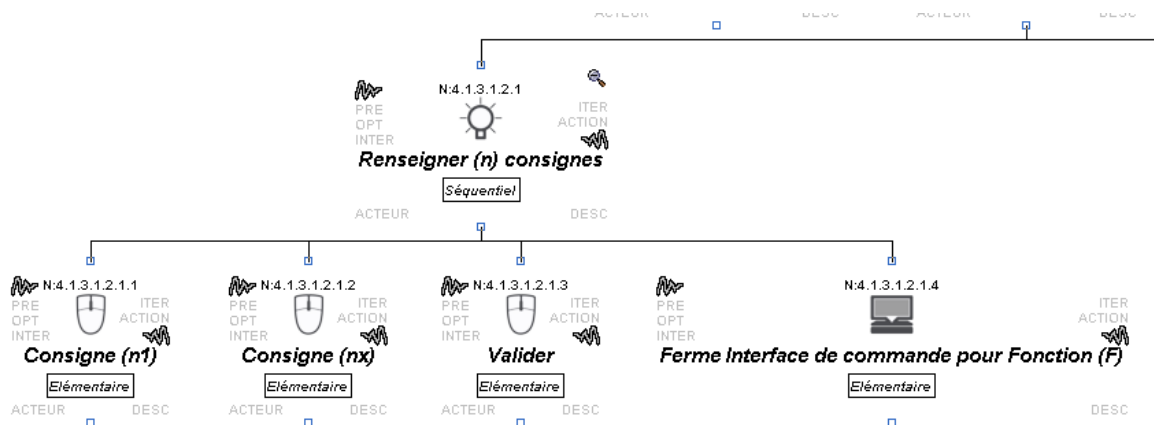 ACTEUR DESC ACTEUR DESC
N:4.1.3.1.2.1
PRE
OPT
INTER
ITER
ACTION
Renseigner (n) consignes
Séquentiel
ACTEUR DESC
N:4.1.3.1.2.1.1
PRE
OPT
INTER
ITER
ACTION
Consigne (n1)
Elémentaire
ACTEUR DESC
N:4.1.3.1.2.1.2
PRE
OPT
INTER
ITER
ACTION
Consigne (nx)
Elémentaire
ACTEUR DESC
N:4.1.3.1.2.1.3
PRE
OPT
INTER
ITER
ACTION
Valider
Elémentaire
ACTEUR DESC
N:4.1.3.1.2.1.4
PRE
OPT
INTER
ITER
ACTION
Ferme Interface de commande pour Fonction (F)
Elémentaire
ACTEUR DESC